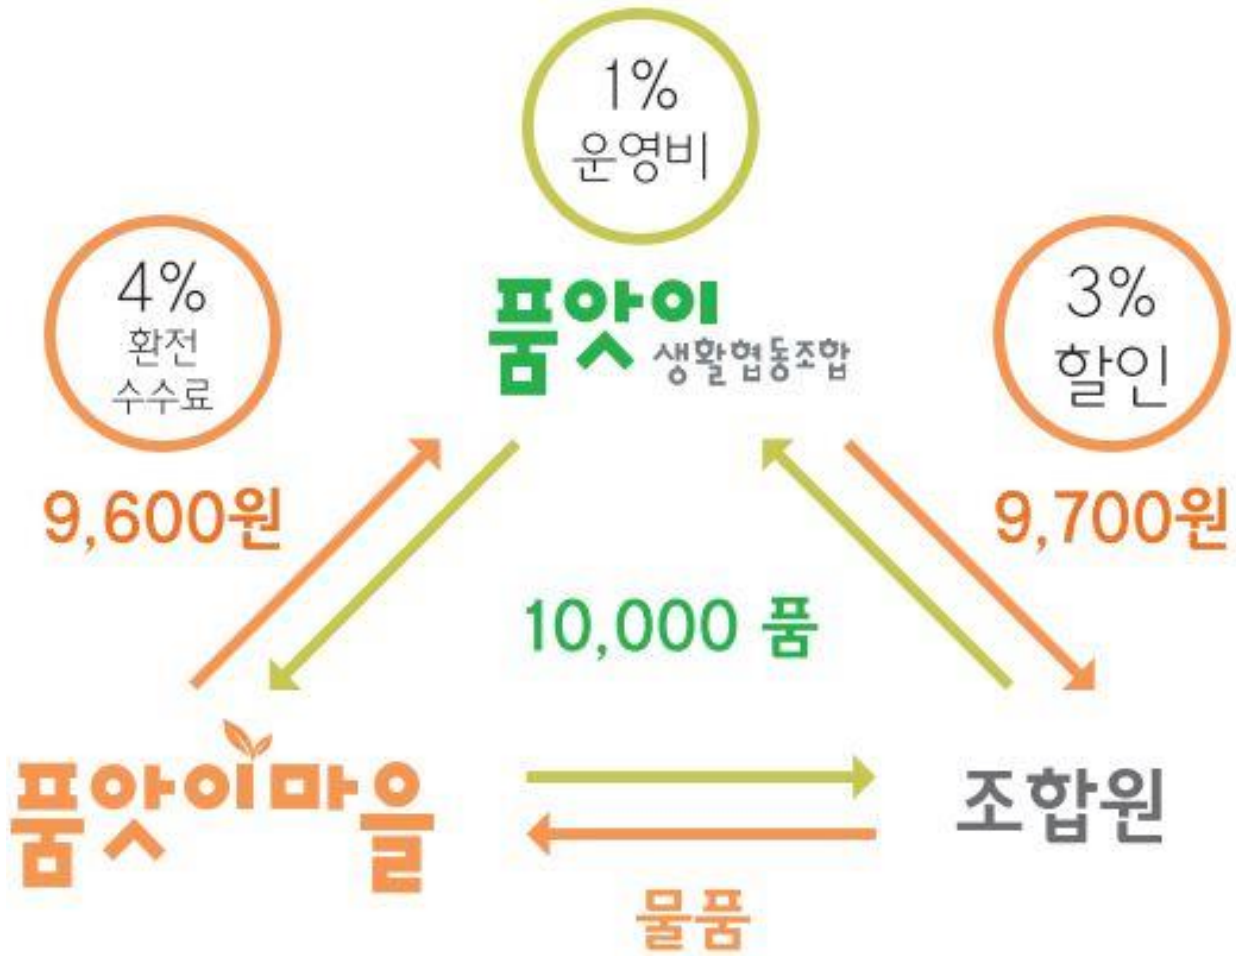 1%
운영비
4%
환전
수수료
품앗이
생활협동조합
3%
할인
9,600원
9,700원
10,000 품
품앗이마을
조합원
물품